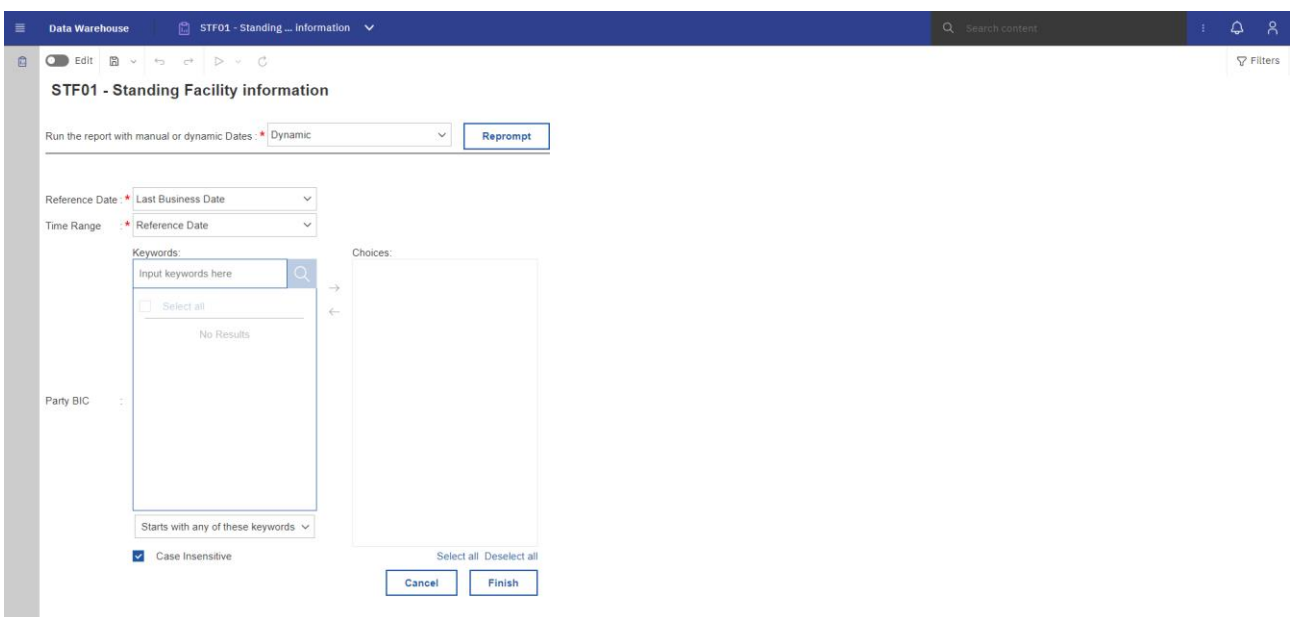 Data Warehouse
STF01 - Standing ... information
Search content
Edit
Filters
STF01 - Standing Facility information
Run the report with manual or dynamic Dates : * Dynamic
Reprompt
Reference Date : * Last Business Date
Time Range : * Reference Date
Keywords:
Choices:
Input keywords here
Select all
No Results
Party BIC :
Starts with any of these keywords
Case Insensitive
Select all Deselect all
Cancel
Finish